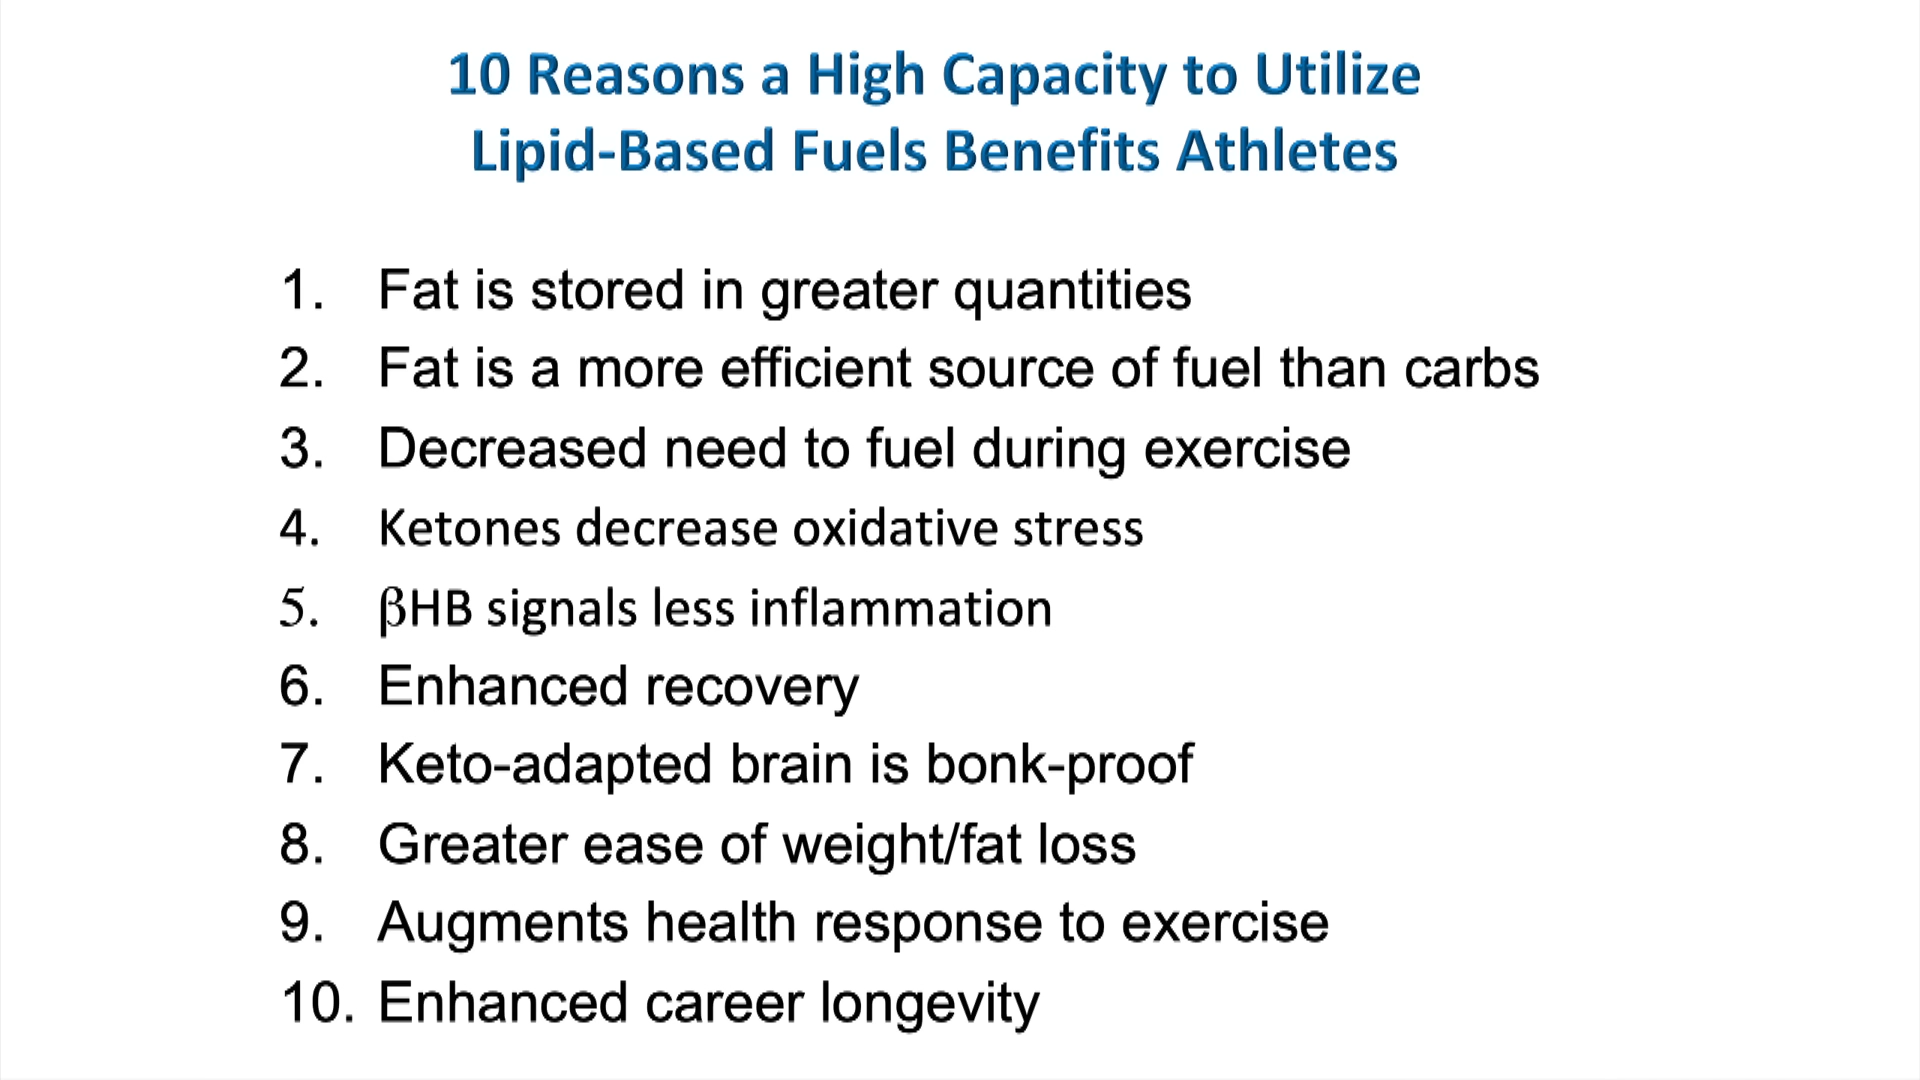 10 Reasons a High Capacity to Utilize
Lipid-Based Fuels Benefits Athletes
1. Fat is stored in greater quantities
2. Fat is a more efficient source of fuel than carbs
3. Decreased need to fuel during exercise
4. Ketones decrease oxidative stress
5. βHB signals less inflammation
6. Enhanced recovery
7. Keto-adapted brain is bonk-proof
8. Greater ease of weight/fat loss
9. Augments health response to exercise
10. Enhanced career longevity